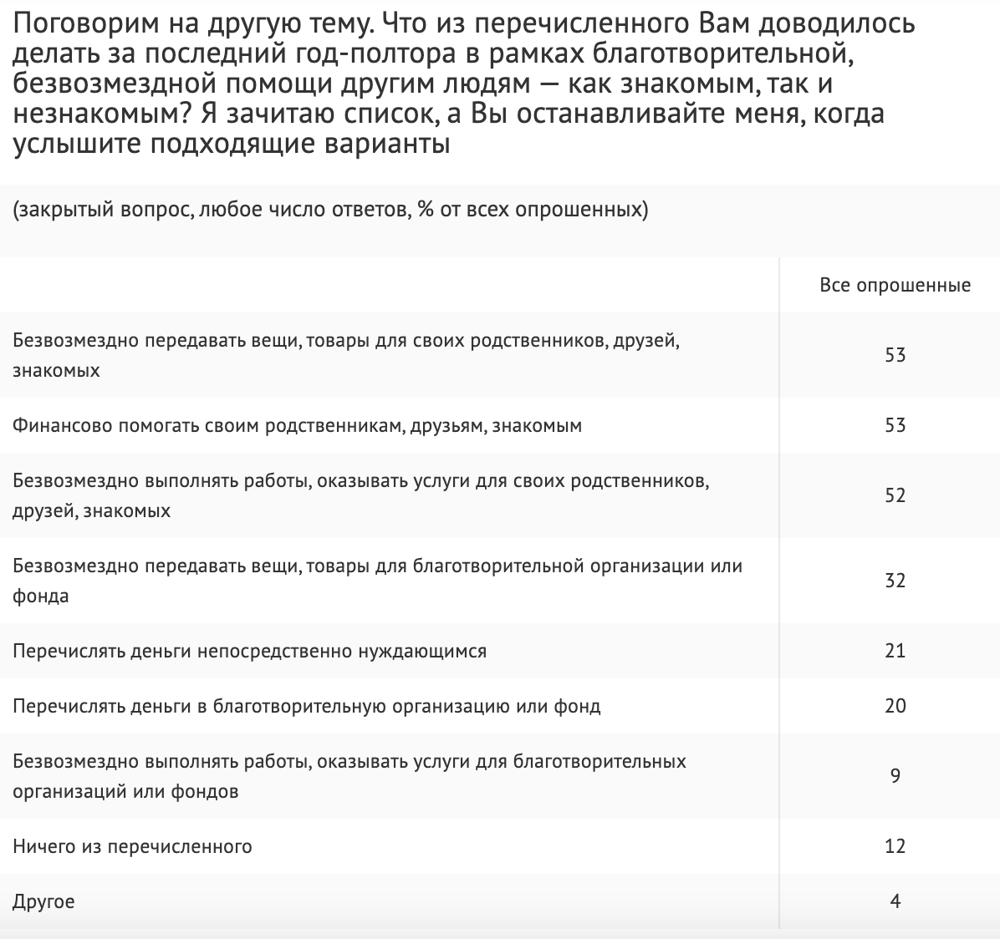 Поговорим на другую тему. Что из перечисленного Вам доводилось
делать за последний год-полтора в рамках благотворительной,
безвозмездной помощи другим людям — как знакомым, так и
незнакомым? Я зачитаю список, а Вы останавливайте меня, когда
услышите подходящие варианты
(закрытый вопрос, любое число ответов, % от всех опрошенных)
Все опрошенные
Безвозмездно передавать вещи, товары для своих родственников, друзей,
знакомых
53
Финансово помогать своим родственникам, друзьям, знакомым
53
Безвозмездно выполнять работы, оказывать услуги для своих родственников,
друзей, знакомых
52
Безвозмездно передавать вещи, товары для благотворительной организации или
фонда
32
Перечислять деньги непосредственно нуждающимся
21
Перечислять деньги в благотворительную организацию или фонд
20
Безвозмездно выполнять работы, оказывать услуги для благотворительных
организаций или фондов
9
Ничего из перечисленного
12
Другое
4